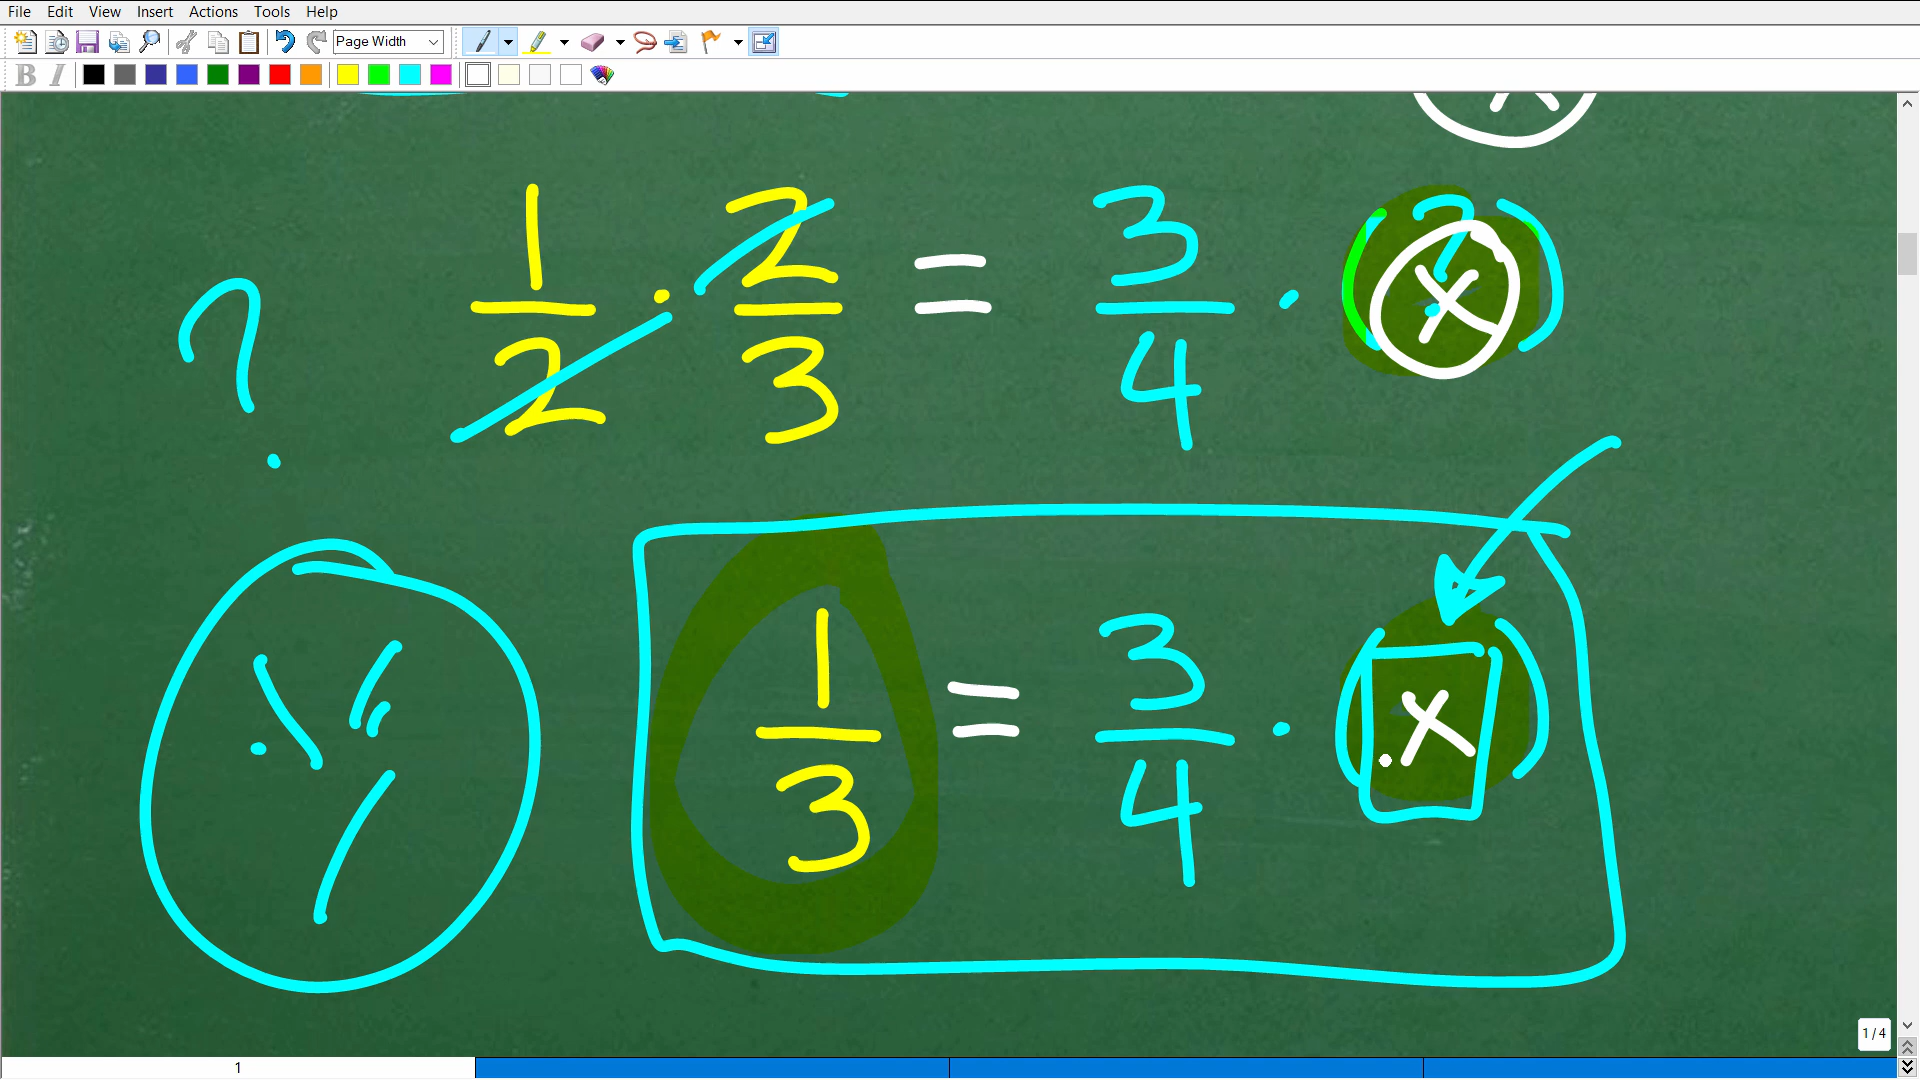 File Edit View Insert Actions Tools Help
Page Width
B I
x
? 1/2 · 2/3 = 3/4 · (? x)
1/3 = 3/4 · (x)
1 / 4
1